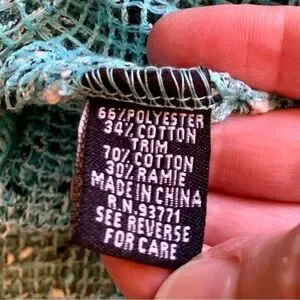 66%POLYESTER
34%COTTON
TRIM
70%COTTON
30%RAMIE
MADE IN CHINA
R.N.93771
SEE REVERSE
FOR CARE